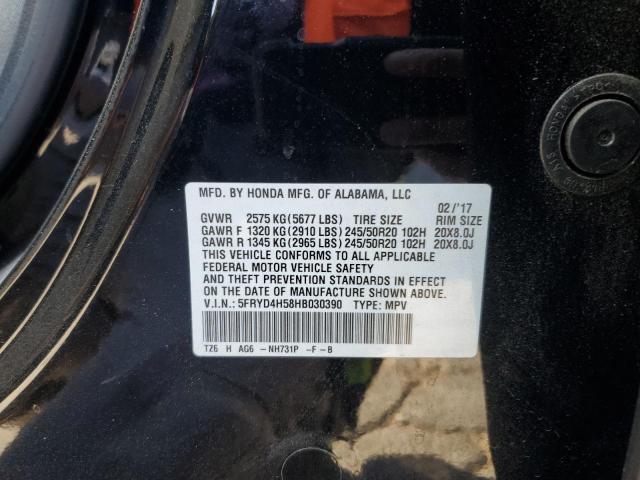 MFD. BY HONDA MFG. OF ALABAMA, LLC
02/'17
GVWR 2575 KG (5677 LBS) TIRE SIZE RIM SIZE
GAWR F 1320 KG (2910 LBS) 245/50R20 102H 20X8.0J
GAWR R 1345 KG (2965 LBS) 245/50R20 102H 20X8.0J
THIS VEHICLE CONFORMS TO ALL APPLICABLE
FEDERAL MOTOR VEHICLE SAFETY
AND THEFT PREVENTION STANDARDS IN EFFECT
ON THE DATE OF MANUFACTURE SHOWN ABOVE.
V.I.N.: 5FRYD4H58HB030390 TYPE: MPV
TZ6 H AG6 -NH731P -F-B
HONDA